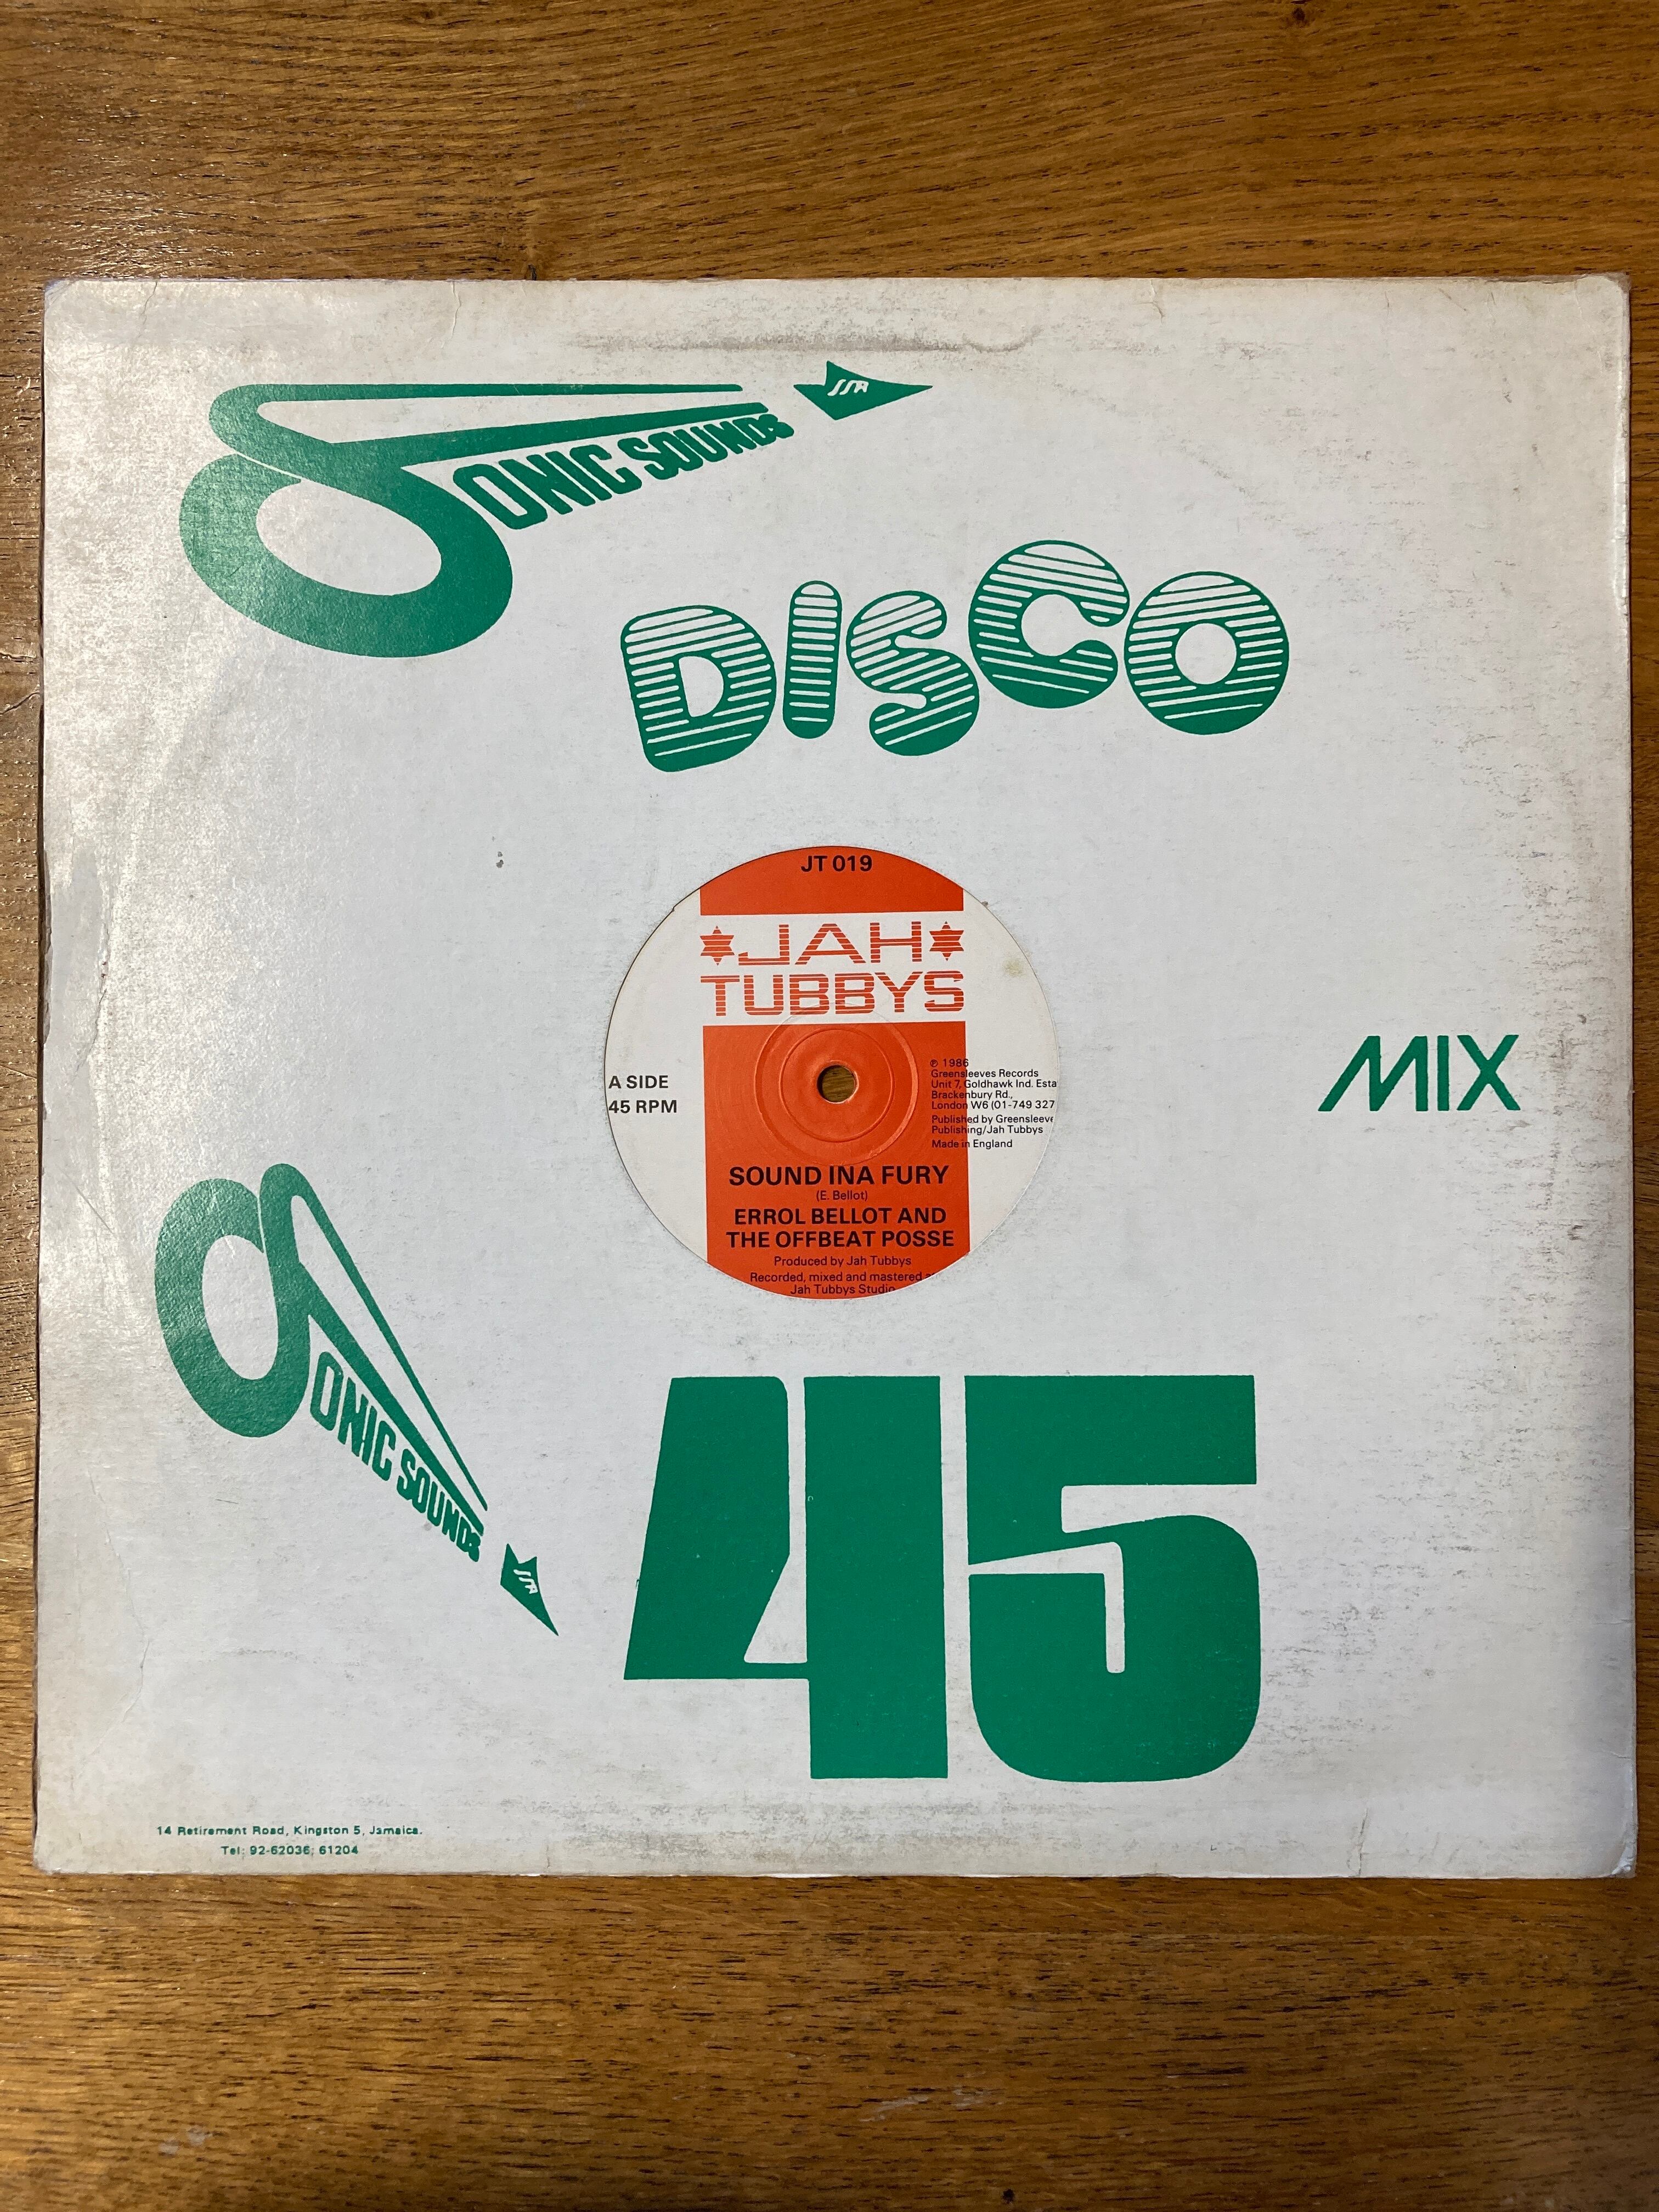 SONIC SOUNDS
SSR
DISCO
JT 019
JAH
TUBBYS
A SIDE
45 RPM
℗ 1986
Greensleeves Records
Unit 7, Goldhawk Ind. Esta
Brackenbury Rd.,
London W6 (01-749 327
Published by Greensleeve
Publishing/Jah Tubbys
Made in England
MIX
SOUND INA FURY
(E. Bellot)
ERROL BELLOT AND
THE OFFBEAT POSSE
Produced by Jah Tubbys
Recorded, mixed and mastered
Jah Tubbys Studio
SONIC SOUNDS
SSR
45
14 Retirement Road, Kingston 5, Jamaica.
Tel: 92-62036; 61204